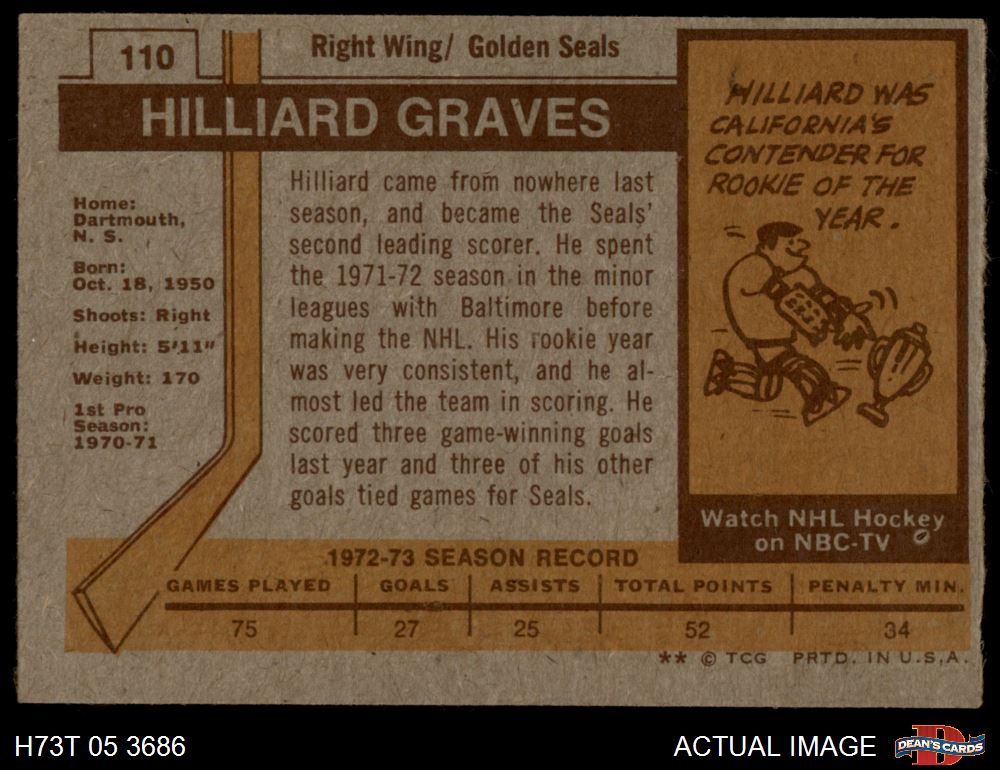 110
Right Wing/ Golden Seals
HILLIARD GRAVES
Home:
Dartmouth,
N. S.
Born:
Oct. 18, 1950
Shoots: Right
Height: 5'11"
Weight: 170
1st Pro
Season:
1970-71
Hilliard came from nowhere last
season, and became the Seals'
second leading scorer. He spent
the 1971-72 season in the minor
leagues with Baltimore before
making the NHL. His rookie year
was very consistent, and he al-
most led the team in scoring. He
scored three game-winning goals
last year and three of his other
goals tied games for Seals.
HILLIARD WAS
CALIFORNIA'S
CONTENDER FOR
ROOKIE OF THE
YEAR.
Watch NHL Hockey
on NBC-TV
1972-73 SEASON RECORD
GAMES PLAYED GOALS ASSISTS TOTAL POINTS PENALTY MIN.
75 27 25 52 34
** © TCG PRTD. IN U.S.A.
H73T 05 3686
ACTUAL IMAGE
D
DEAN'S CARDS